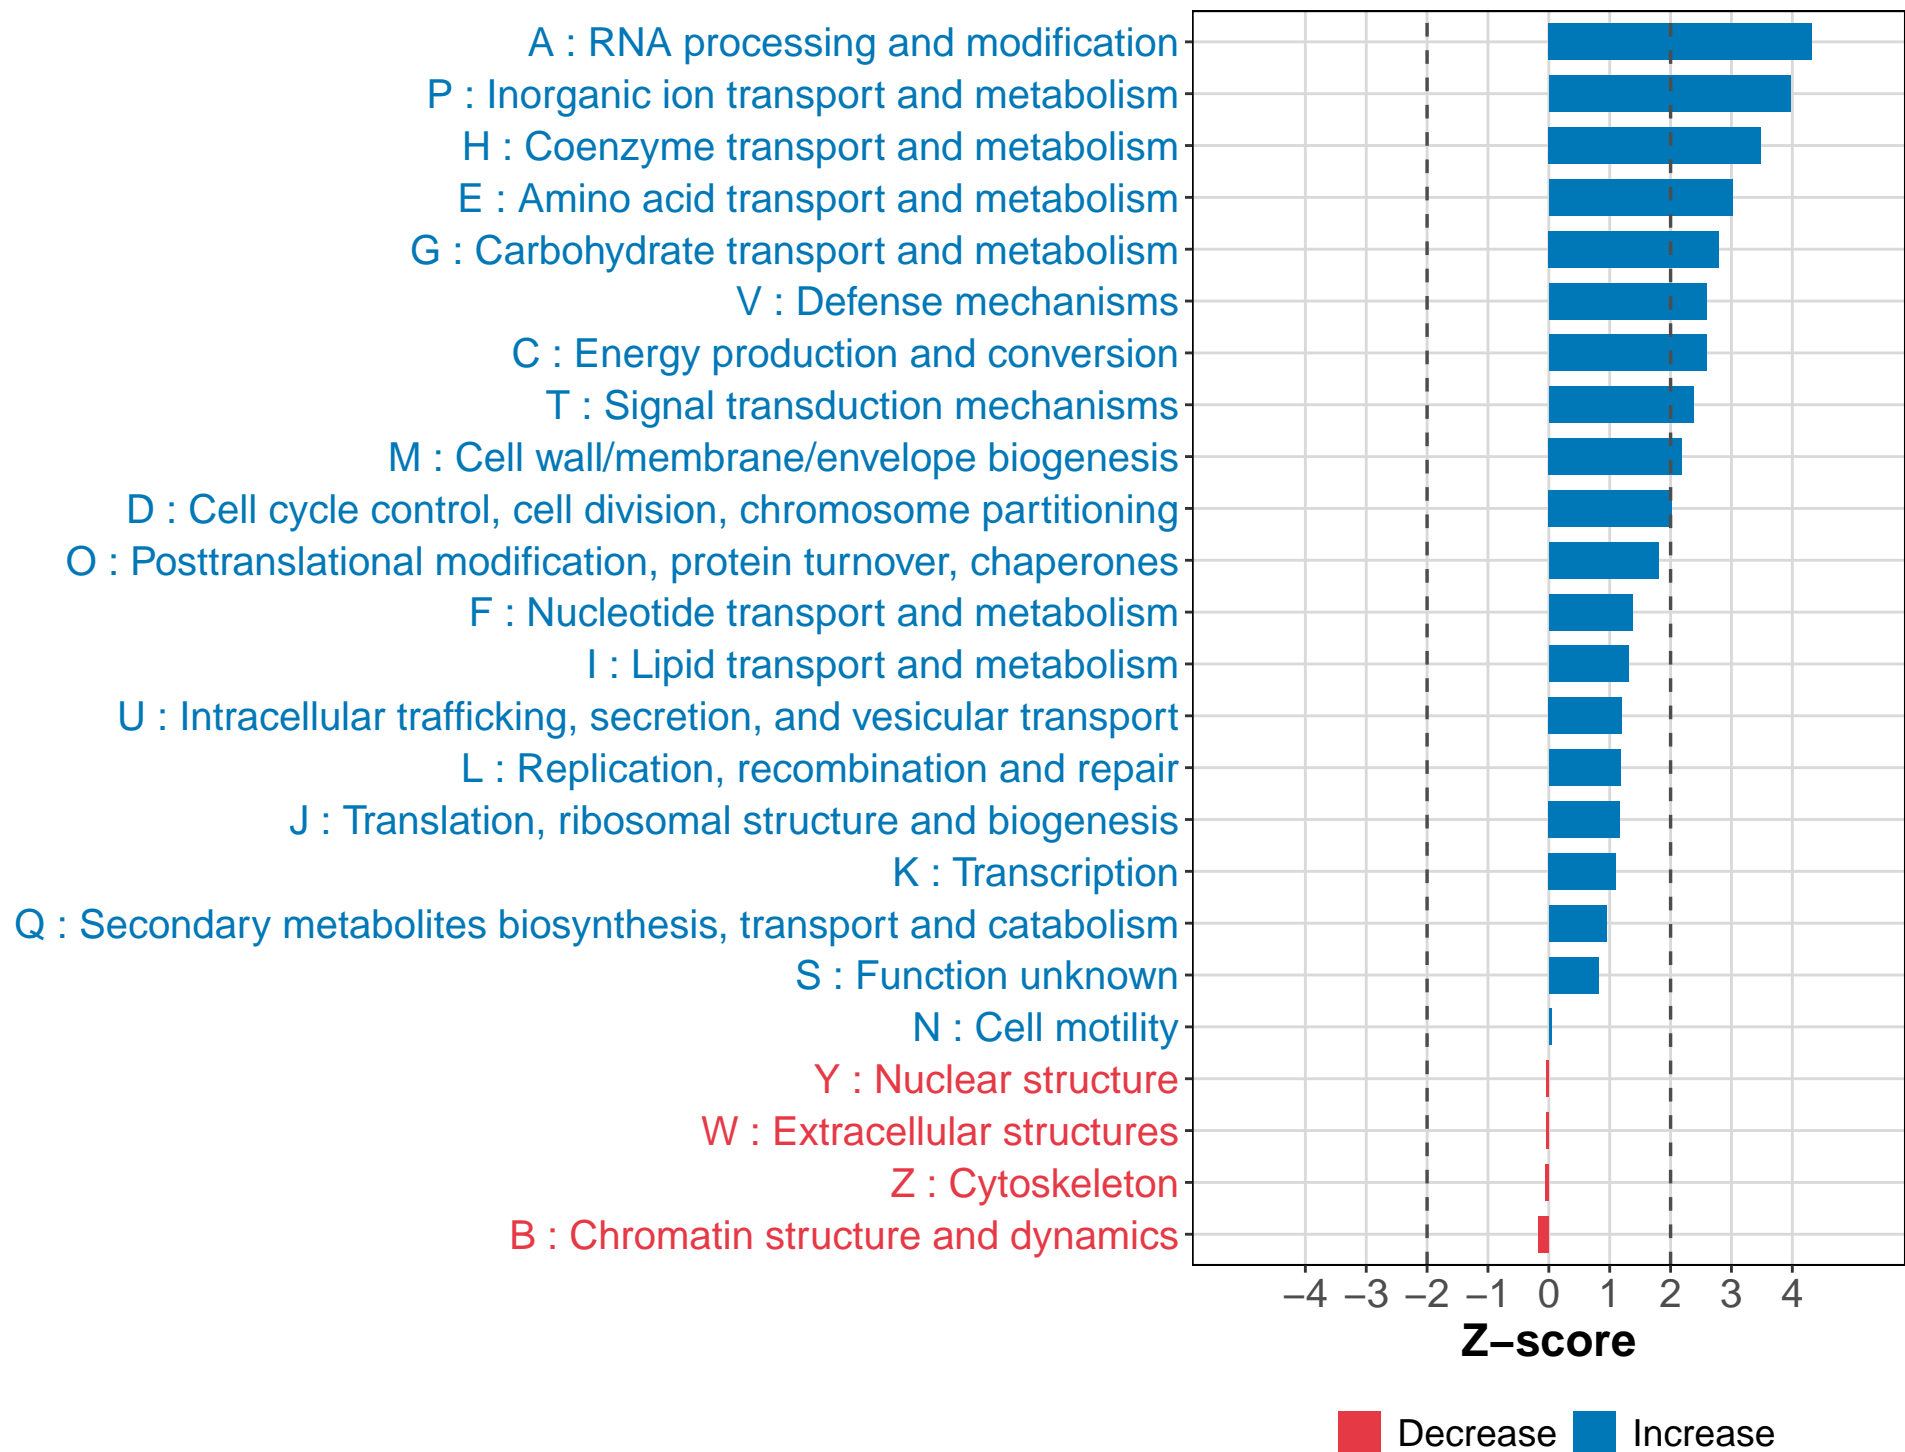 A : RNA processing and modification
P : Inorganic ion transport and metabolism
H : Coenzyme transport and metabolism
E : Amino acid transport and metabolism
G : Carbohydrate transport and metabolism
V : Defense mechanisms
C : Energy production and conversion
T : Signal transduction mechanisms
M : Cell wall/membrane/envelope biogenesis
D : Cell cycle control, cell division, chromosome partitioning
O : Posttranslational modification, protein turnover, chaperones
F : Nucleotide transport and metabolism
I : Lipid transport and metabolism
U : Intracellular trafficking, secretion, and vesicular transport
L : Replication, recombination and repair
J : Translation, ribosomal structure and biogenesis
K : Transcription
Q : Secondary metabolites biosynthesis, transport and catabolism
S : Function unknown
N : Cell motility
Y : Nuclear structure
W : Extracellular structures
Z : Cytoskeleton
B : Chromatin structure and dynamics
−4 −3 −2 −1 0 1 2 3 4
Z−score
Decrease Increase